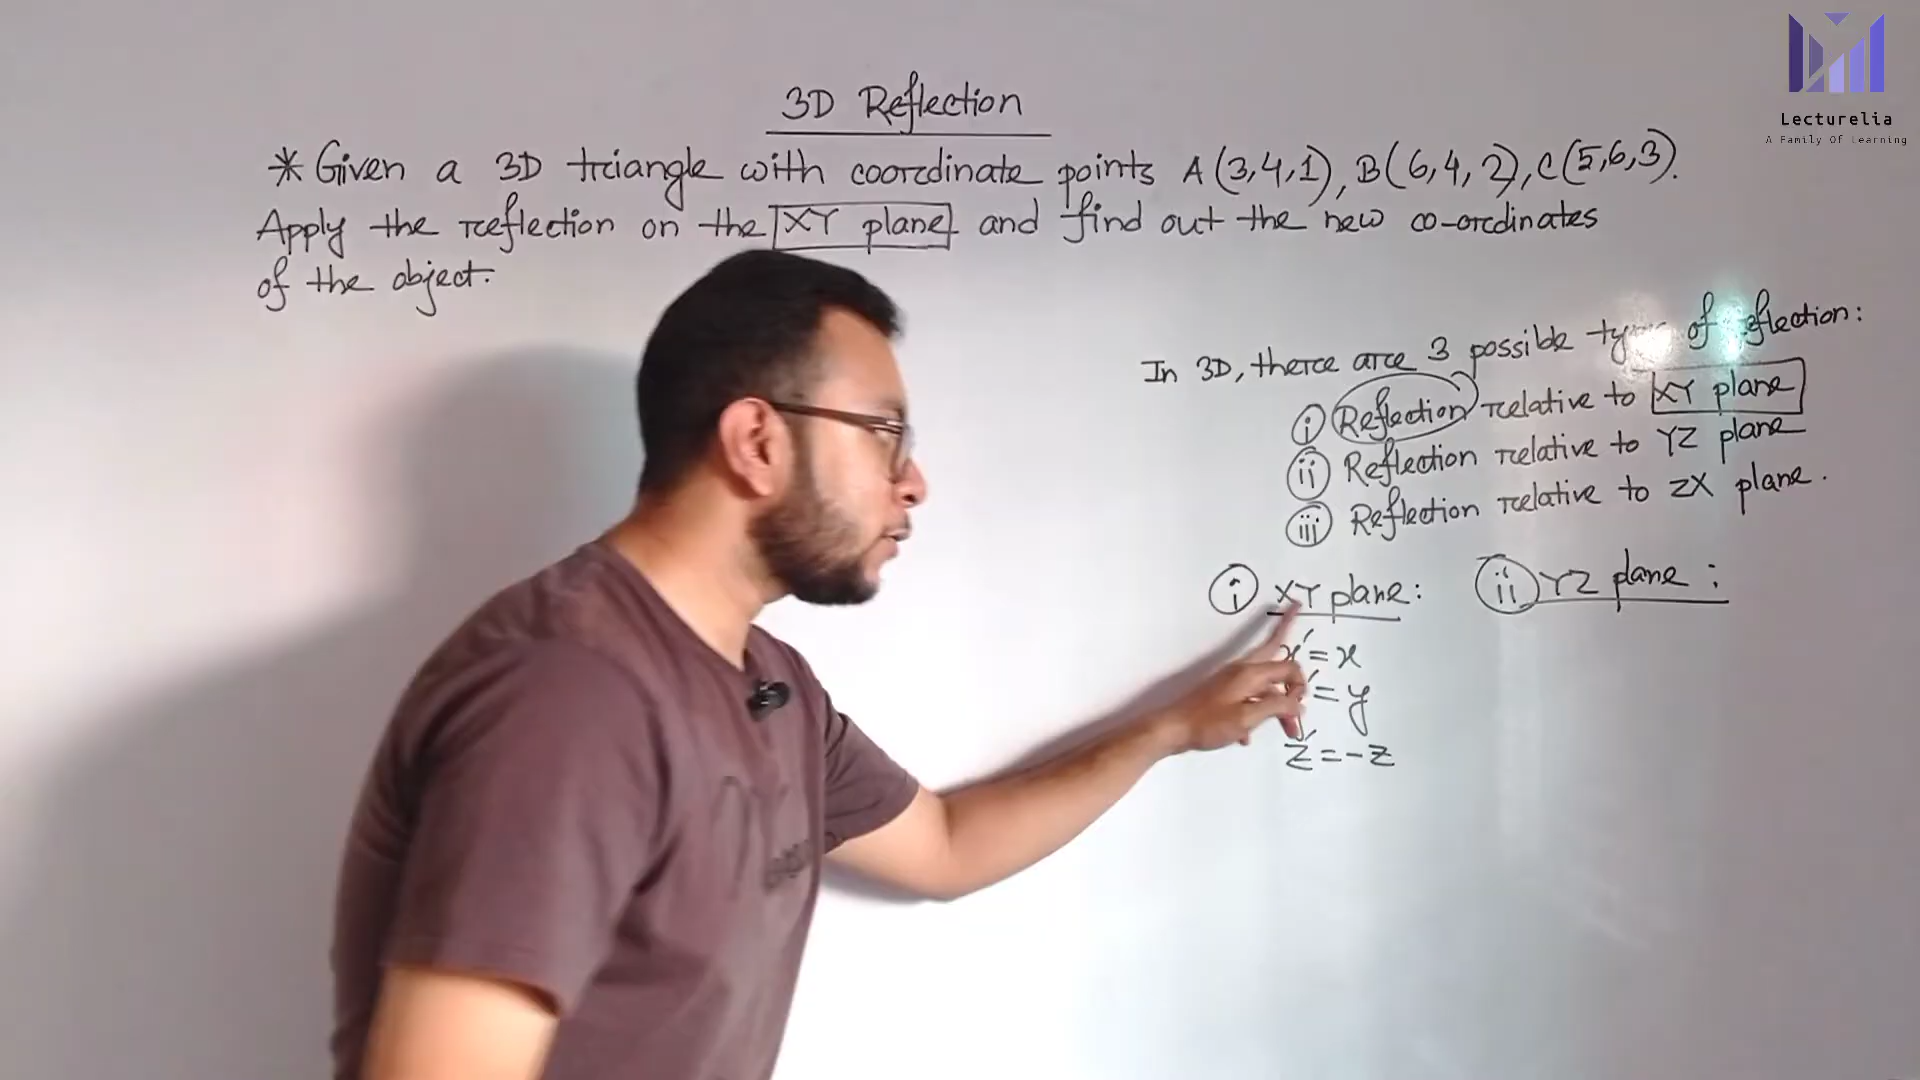 Lecturelia
A Family Of Learning
3D Reflection
* Given a 3D triangle with coordinate points A(3,4,1), B(6,4,2), C(5,6,3).
Apply the reflection on the XY plane and find out the new co-ordinates
of the object.
In 3D, there are 3 possible of reflection:
(i) Reflection relative to XY plane
(ii) Reflection relative to YZ plane
(iii) Reflection relative to ZX plane.
(i) XY plane:
x' = x
' = y
z' = -z
(ii) YZ plane: